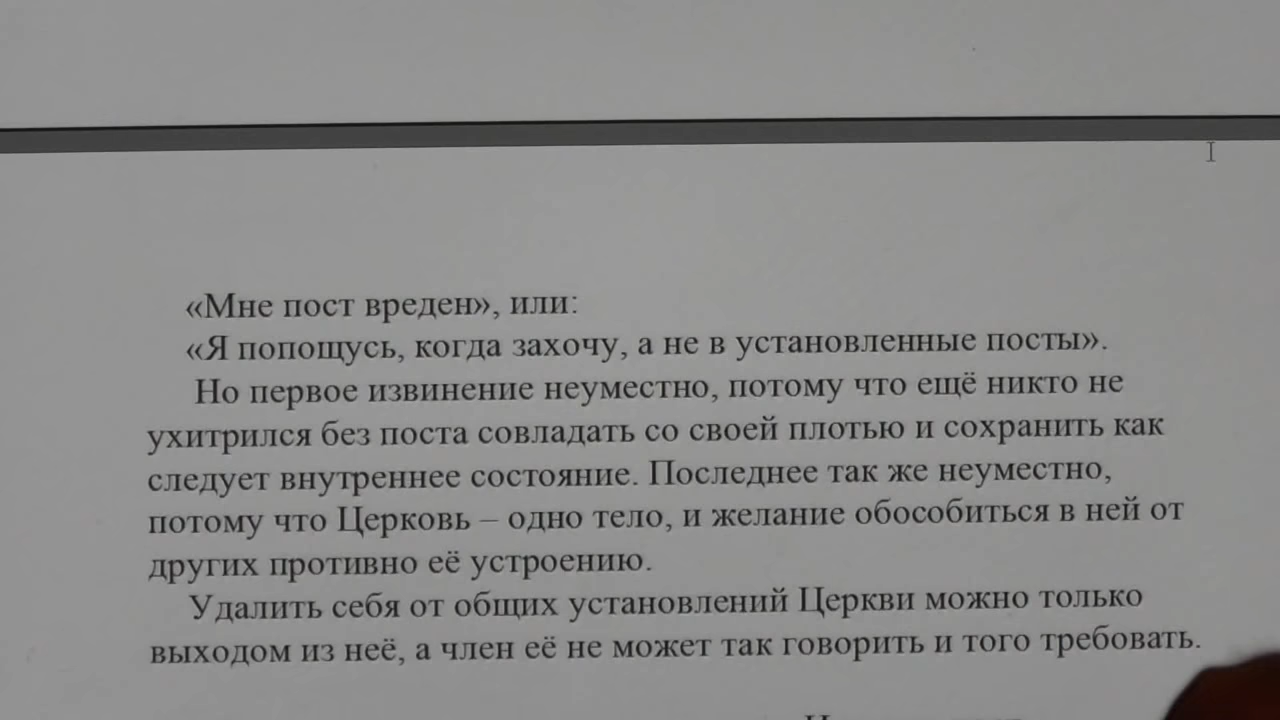 «Мне пост вреден», или:
«Я попощусь, когда захочу, а не в установленные посты».
Но первое извинение неуместно, потому что ещё никто не
ухитрился без поста совладать со своей плотью и сохранить как
следует внутреннее состояние. Последнее так же неуместно,
потому что Церковь – одно тело, и желание обособиться в ней от
других противно её устроению.
Удалить себя от общих установлений Церкви можно только
выходом из неё, а член её не может так говорить и того требовать.